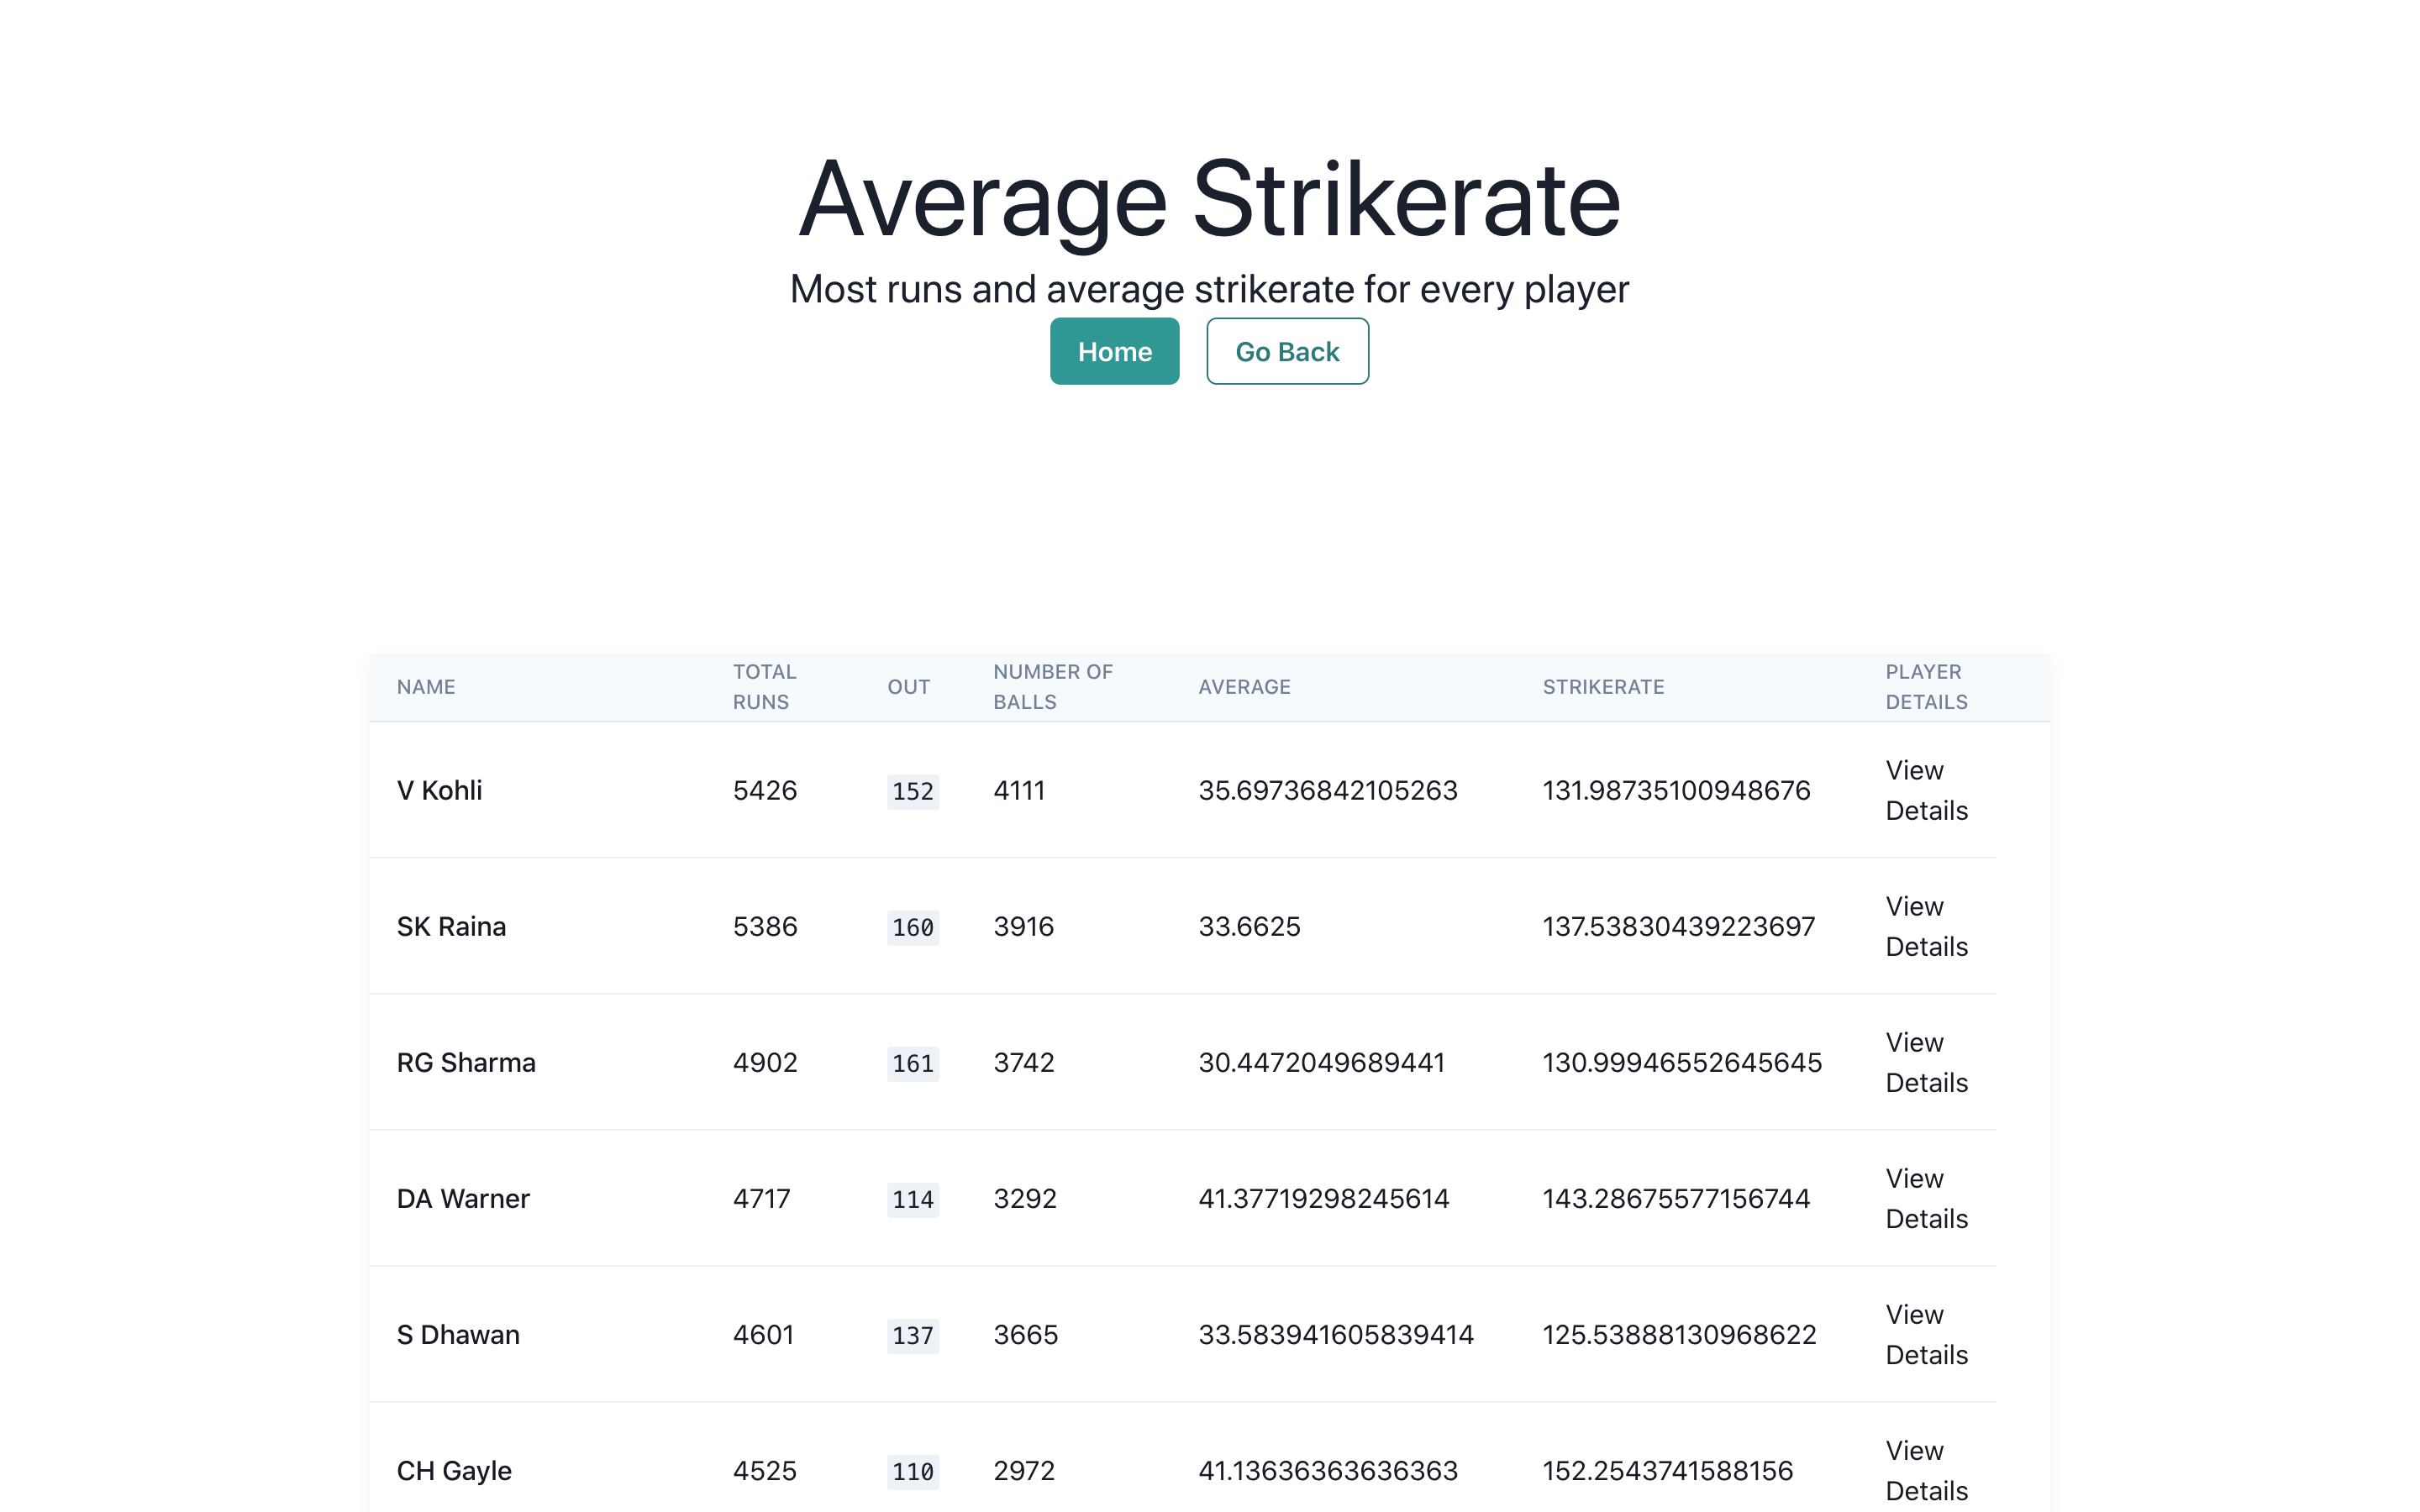 Average Strikerate
Most runs and average strikerate for every player
Home Go Back
NAME TOTAL RUNS OUT NUMBER OF BALLS AVERAGE STRIKERATE PLAYER DETAILS
V Kohli 5426 152 4111 35.69736842105263 131.98735100948676 View Details
SK Raina 5386 160 3916 33.6625 137.53830439223697 View Details
RG Sharma 4902 161 3742 30.4472049689441 130.99946552645645 View Details
DA Warner 4717 114 3292 41.37719298245614 143.28675577156744 View Details
S Dhawan 4601 137 3665 33.583941605839414 125.53888130968622 View Details
CH Gayle 4525 110 2972 41.13636363636363 152.2543741588156 View Details